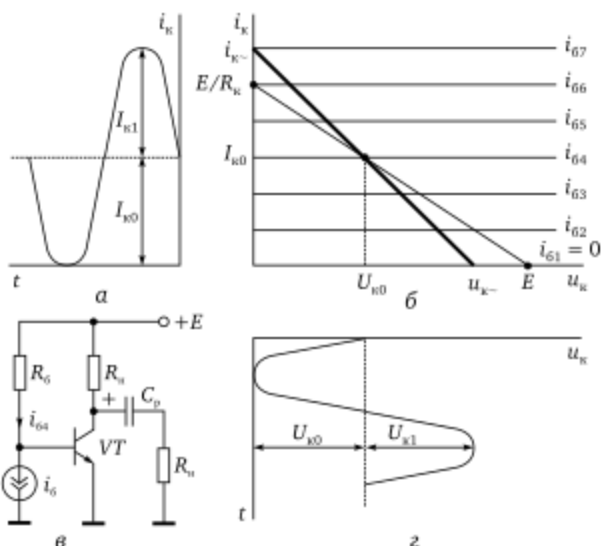 iк
Iк1
Iк0
t
а
iк
iк~
E/Rк
Iк0
iб7
iб6
iб5
iб4
iб3
iб2
iб1 = 0
Uк0
uк~
E
uк
б
+E
Rб
Rн
+
Cр
iб4
VT
iб
Rн
в
uк
Uк0
Uк1
t
г